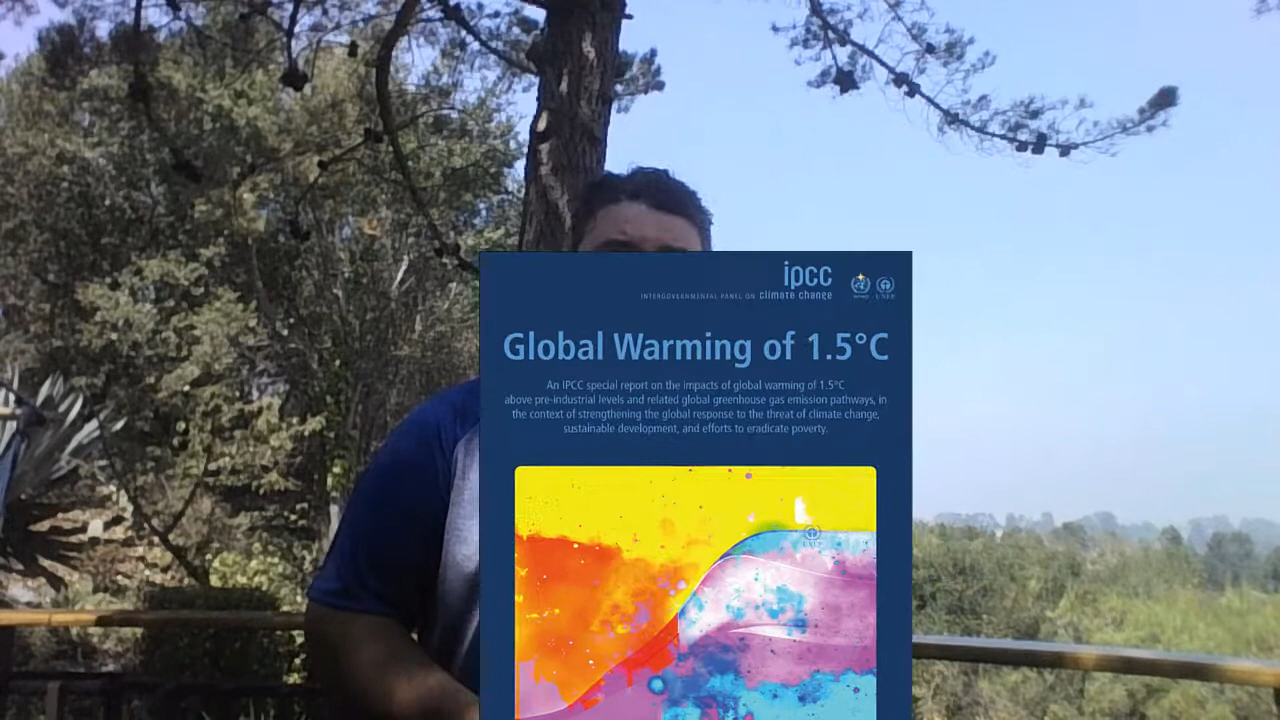 ipcc
INTERGOVERNMENTAL PANEL ON climate change
UNEP
Global Warming of 1.5°C
An IPCC special report on the impacts of global warming of 1.5°C
above pre-industrial levels and related global greenhouse gas emission pathways, in
the context of strengthening the global response to the threat of climate change,
sustainable development, and efforts to eradicate poverty.
UNEP